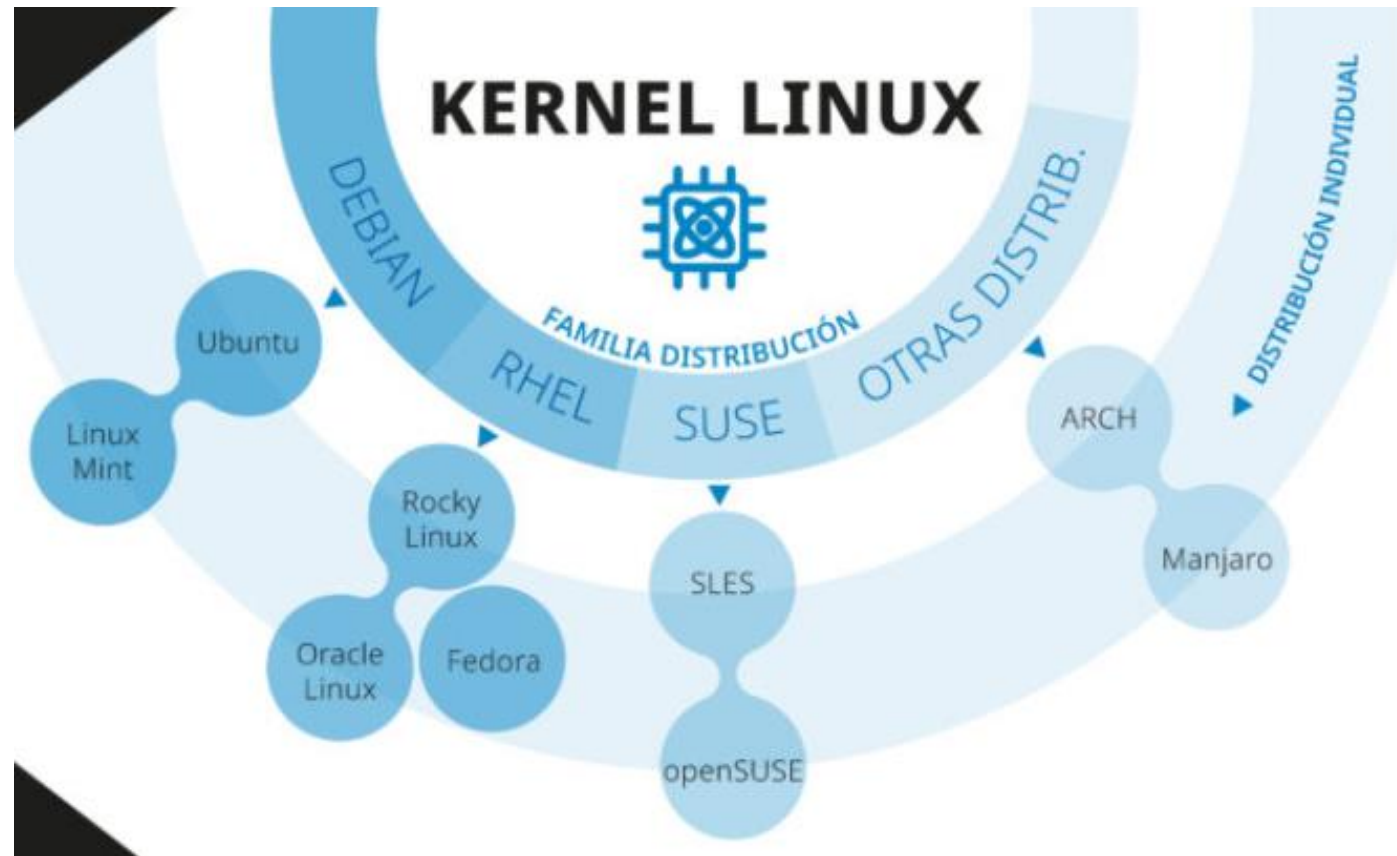 KERNEL LINUX
FAMILIA DISTRIBUCIÓN
DEBIAN
RHEL
SUSE
OTRAS DISTRIB.
DISTRIBUCIÓN INDIVIDUAL
Ubuntu
Linux
Mint
Rocky
Linux
Oracle
Linux
Fedora
SLES
openSUSE
ARCH
Manjaro